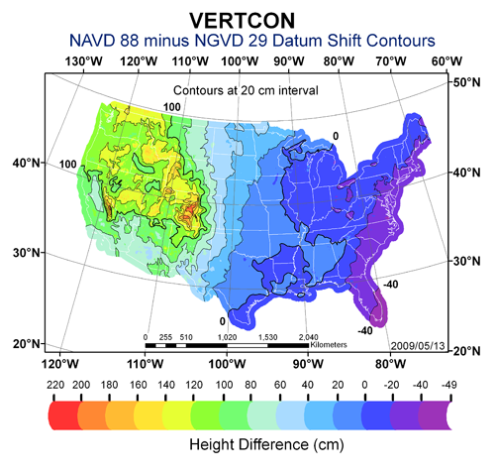 VERTCON
NAVD 88 minus NGVD 29 Datum Shift Contours
130°W 120°W 110°W 100°W 90°W 80°W 70°W 60°W
Contours at 20 cm interval
50°N
100
0
100
40°N
40°N
30°N
30°N
-40
0
-40
0 255 510 1,020 1,530 2,040
Kilometers
2009/05/13
20°N
20°N
120°W 110°W 100°W 90°W 80°W
220 200 180 160 140 120 100 80 60 40 20 0 -20 -40 -49
Height Difference (cm)